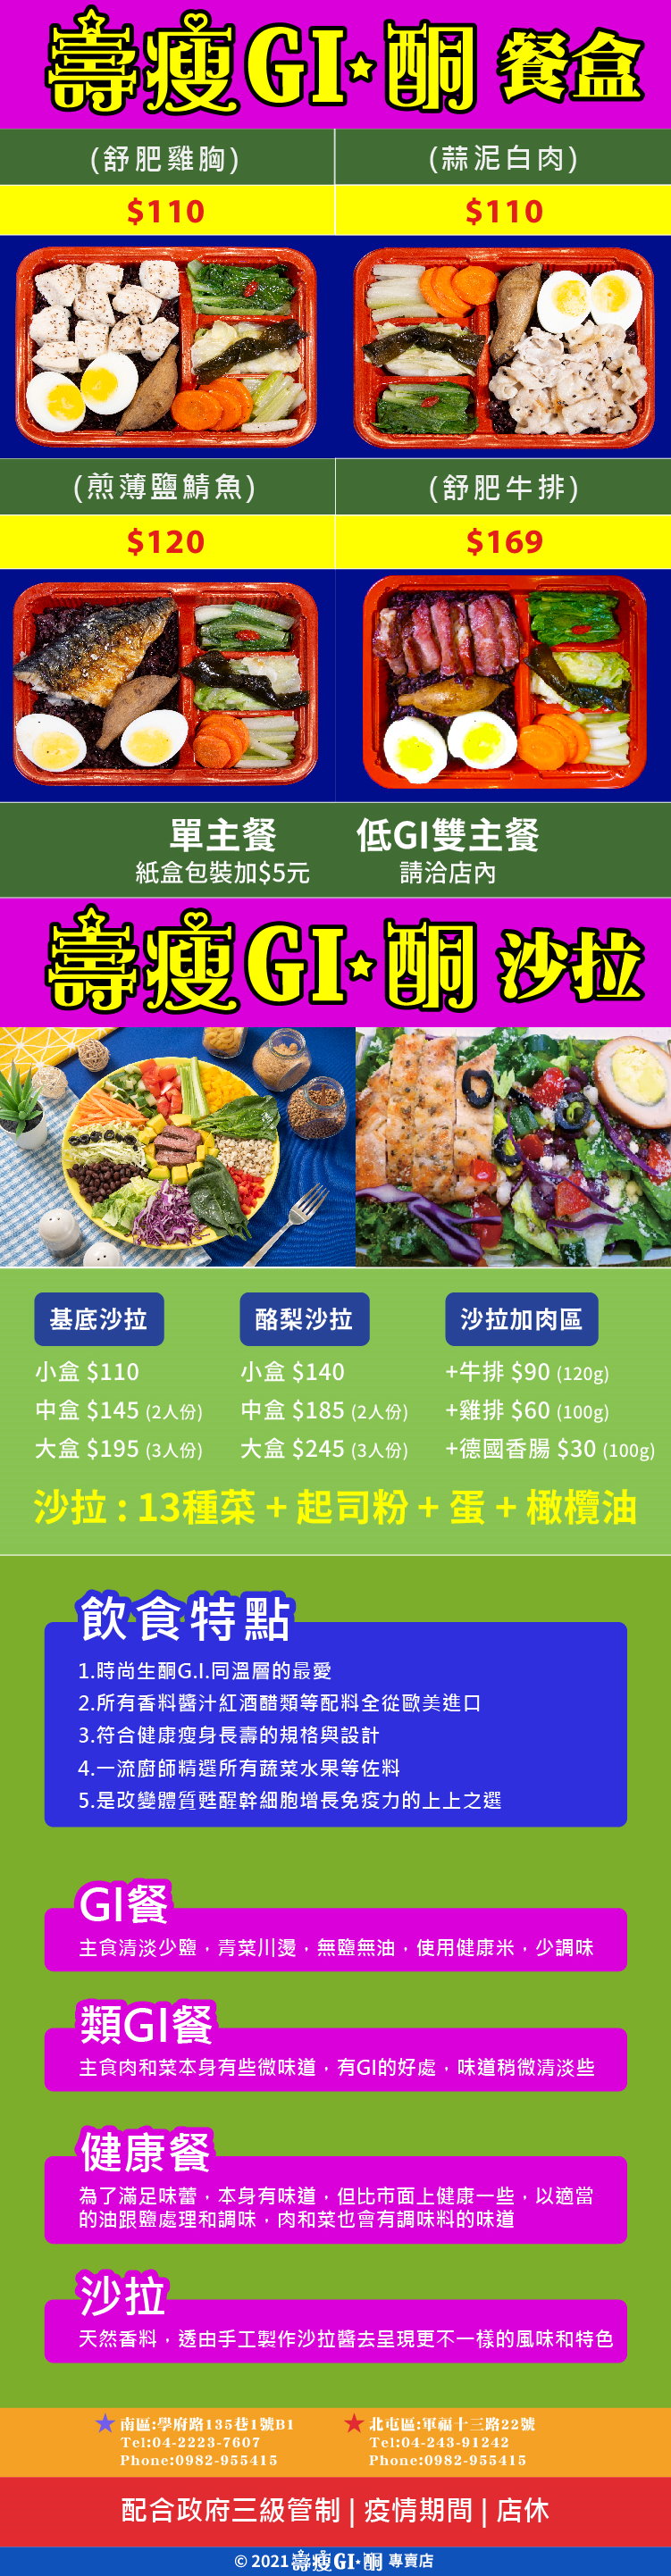 壽瘦GI★酮 餐盒
(舒肥雞胸)
(蒜泥白肉)
$110
$110
(煎薄鹽鯖魚)
(舒肥牛排)
$120
$169
單主餐
紙盒包裝加$5元
低GI雙主餐
請洽店內
壽瘦GI★酮 沙拉
基底沙拉
小盒 $110
中盒 $145 (2人份)
大盒 $195 (3人份)
酪梨沙拉
小盒 $140
中盒 $185 (2人份)
大盒 $245 (3人份)
沙拉加肉區
+牛排 $90 (120g)
+雞排 $60 (100g)
+德國香腸 $30 (100g)
沙拉 : 13種菜 + 起司粉 + 蛋 + 橄欖油
飲食特點
1.時尚生酮G.I.同溫層的最愛
2.所有香料醬汁紅酒醋類等配料全從歐美進口
3.符合健康瘦身長壽的規格與設計
4.一流廚師精選所有蔬菜水果等佐料
5.是改變體質甦醒幹細胞增長免疫力的上上之選
GI餐
主食清淡少鹽，青菜川燙，無鹽無油，使用健康米，少調味
類GI餐
主食肉和菜本身有些微味道，有GI的好處，味道稍微清淡些
健康餐
為了滿足味蕾，本身有味道，但比市面上健康一些，以適當
的油跟鹽處理和調味，肉和菜也會有調味料的味道
沙拉
天然香料，透由手工製作沙拉醬去呈現更不一樣的風味和特色
★ 南區:學府路135巷1號B1
Tel:04-2223-7607
Phone:0982-955415
★ 北屯區:軍福十三路22號
Tel:04-243-91242
Phone:0982-955415
配合政府三級管制 | 疫情期間 | 店休
© 2021 壽瘦GI★酮 專賣店